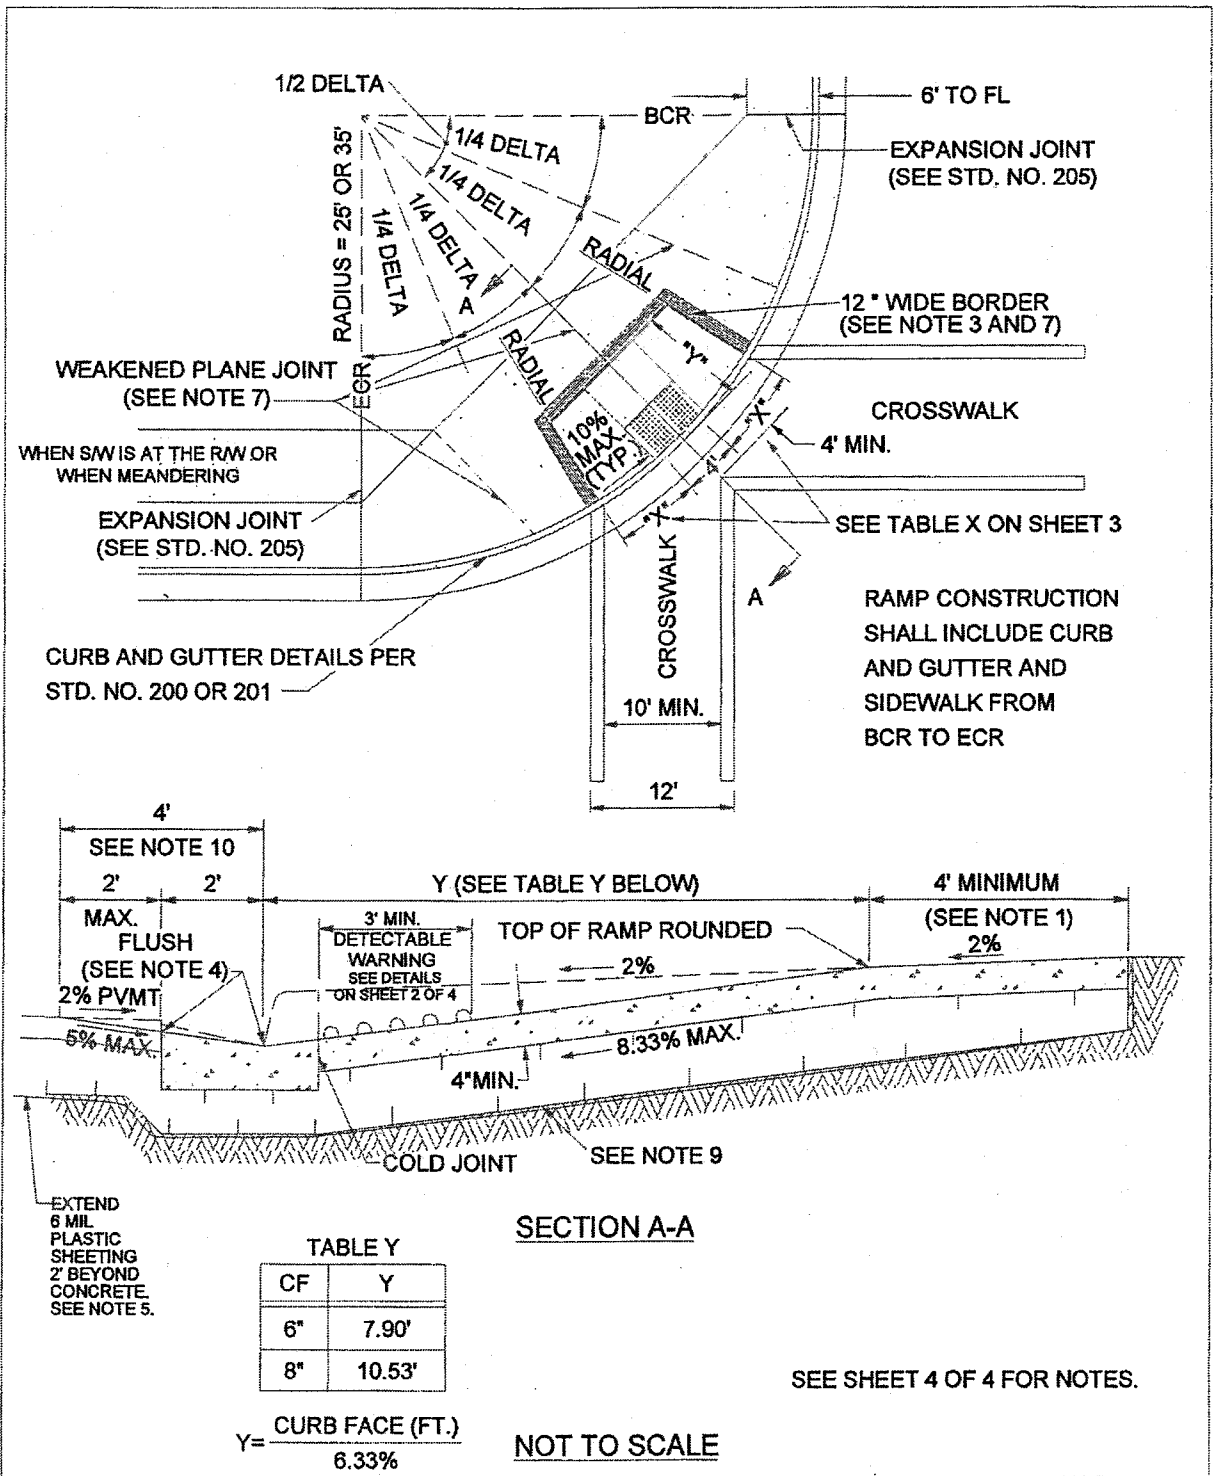 1/2 DELTA
BCR
6' TO FL
1/4 DELTA
1/4 DELTA
1/4 DELTA
1/4 DELTA
RADIUS = 25' OR 35'
EXPANSION JOINT
(SEE STD. NO. 205)
RADIAL
A
12 " WIDE BORDER
(SEE NOTE 3 AND 7)
RADIAL
"Y"
WEAKENED PLANE JOINT
(SEE NOTE 7)
ECR
10%
MAX.
(TYP.)
"X"
CROSSWALK
4' MIN.
WHEN S/W IS AT THE R/W OR
WHEN MEANDERING
EXPANSION JOINT
(SEE STD. NO. 205)
"X"
SEE TABLE X ON SHEET 3
CROSSWALK
A
RAMP CONSTRUCTION
SHALL INCLUDE CURB
AND GUTTER AND
SIDEWALK FROM
BCR TO ECR
CURB AND GUTTER DETAILS PER
STD. NO. 200 OR 201
10' MIN.
12'
4'
SEE NOTE 10
2'
2'
MAX.
Y (SEE TABLE Y BELOW)
4' MINIMUM
(SEE NOTE 1)
FLUSH
(SEE NOTE 4)
3' MIN.
DETECTABLE
WARNING
SEE DETAILS
ON SHEET 2 OF 4
TOP OF RAMP ROUNDED
2%
2%
2% PVMT
5% MAX.
8.33% MAX.
4"MIN.
COLD JOINT
SEE NOTE 9
EXTEND
6 MIL
PLASTIC
SHEETING
2' BEYOND
CONCRETE.
SEE NOTE 5.
SECTION A-A
TABLE Y
CF Y
6" 7.90'
8" 10.53'
SEE SHEET 4 OF 4 FOR NOTES.
Y= CURB FACE (FT.)
6.33%
NOT TO SCALE